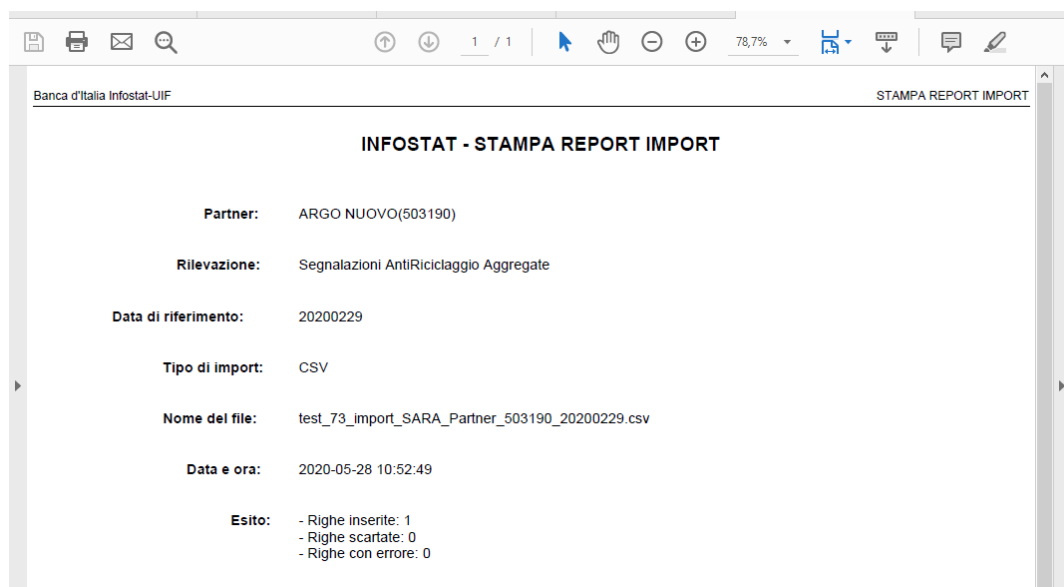 1 / 1
78,7%
Banca d'Italia Infostat-UIF
STAMPA REPORT IMPORT
INFOSTAT - STAMPA REPORT IMPORT
Partner: ARGO NUOVO(503190)
Rilevazione: Segnalazioni AntiRiciclaggio Aggregate
Data di riferimento: 20200229
Tipo di import: CSV
Nome del file: test_73_import_SARA_Partner_503190_20200229.csv
Data e ora: 2020-05-28 10:52:49
Esito: - Righe inserite: 1
- Righe scartate: 0
- Righe con errore: 0